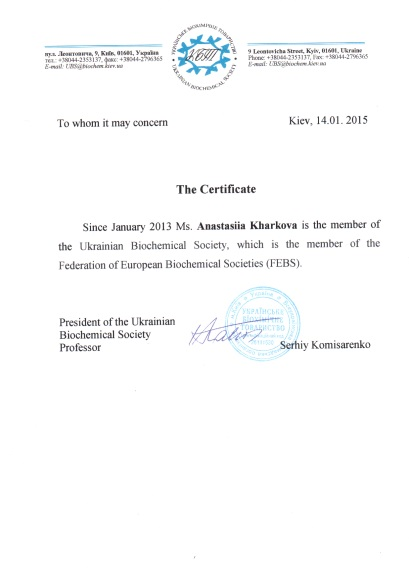 вул. Леонтовича, 9, Київ, 01601, Україна
тел.: +38044-2353137, факс: +38044-2796365
E-mail: UBS@biochem.kiev.ua
УКРАЇНСЬКЕ БІОХІМІЧНЕ ТОВАРИСТВО
UKRAINIAN BIOCHEMICAL SOCIETY
9 Leontovicha Street, Kyiv, 01601, Ukraine
Phone: +38044-2353137, Fax: +38044-2796365
E-mail: UBS@biochem.kiev.ua
To whom it may concern
Kiev, 14.01. 2015
The Certificate
Since January 2013 Ms. Anastasiia Kharkova is the member of
the Ukrainian Biochemical Society, which is the member of the
Federation of European Biochemical Societies (FEBS).
President of the Ukrainian
Biochemical Society
Professor
УКРАЇНСЬКЕ
БІОХІМІЧНЕ
ТОВАРИСТВО
Serhiy Komisarenko